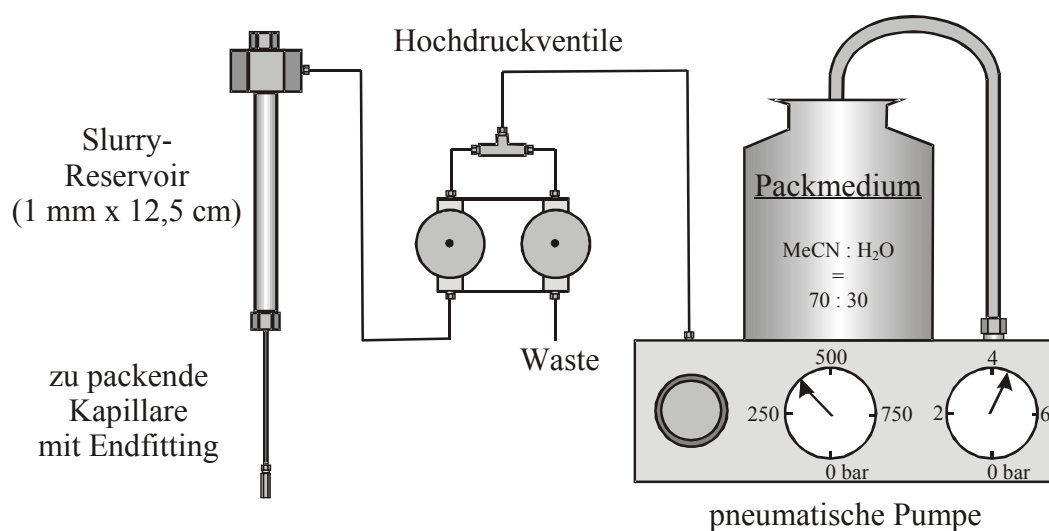 Hochdruckventile
Slurry-
Reservoir
(1 mm x 12,5 cm)
zu packende
Kapillare
mit Endfitting
Waste
Packmedium
MeCN : H₂O
=
70 : 30
500
250
750
0 bar
4
2
6
0 bar
pneumatische Pumpe